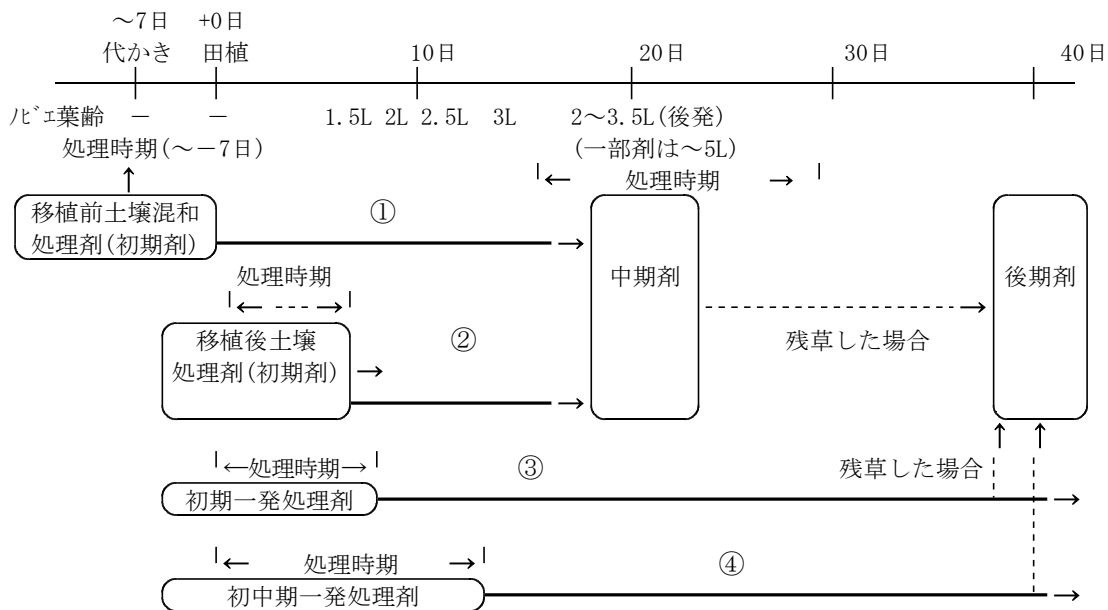 ～7日 +0日
代かき 田植 10日 20日 30日 40日
ﾉﾋﾞｴ葉齢 － － 1.5L 2L 2.5L 3L 2～3.5L(後発)
処理時期(～－7日) (一部剤は～5L)
処理時期
移植前土壌混和
処理剤(初期剤)
①
中期剤
後期剤
処理時期
移植後土壌
処理剤(初期剤)
②
残草した場合
処理時期
③
残草した場合
初期一発処理剤
処理時期
④
初中期一発処理剤